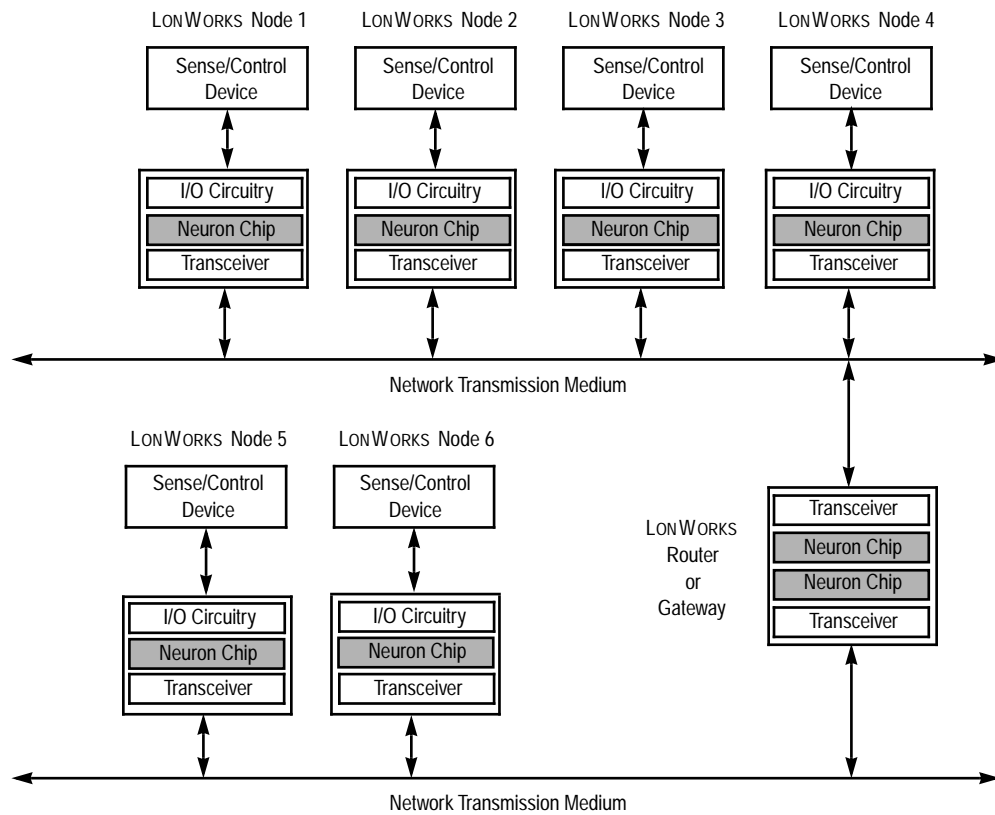 LONWORKS Node 1
LONWORKS Node 2
LONWORKS Node 3
LONWORKS Node 4
Sense/Control
Device
Sense/Control
Device
Sense/Control
Device
Sense/Control
Device
I/O Circuitry
Neuron Chip
Transceiver
I/O Circuitry
Neuron Chip
Transceiver
I/O Circuitry
Neuron Chip
Transceiver
I/O Circuitry
Neuron Chip
Transceiver
Network Transmission Medium
LONWORKS Node 5
LONWORKS Node 6
Sense/Control
Device
Sense/Control
Device
I/O Circuitry
Neuron Chip
Transceiver
I/O Circuitry
Neuron Chip
Transceiver
LONWORKS
Router
or
Gateway
Transceiver
Neuron Chip
Neuron Chip
Transceiver
Network Transmission Medium